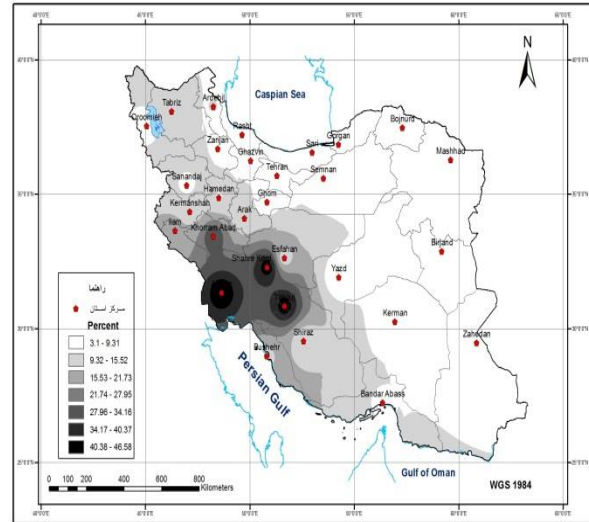 N
Caspian Sea
Ardebil
Tabriz
Oroomieh
Rasht
Zanjan
Ghazvin
Sari
Gorgan
Bojnurd
Mashhad
Tehran
Semnan
Sanandaj
Hamedan
Ghom
Kermanshah
Arak
Ilam
Khorram Abad
Esfahan
Shahre Kord
Birjand
Yazd
Kerman
Shiraz
Zahedan
Bushehr
Bandar Abass
Persian Gulf
Gulf of Oman
WGS 1984
راهنما
مرکز استان
Percent
3.1 - 9.31
9.32 - 15.52
15.53 - 21.73
21.74 - 27.95
27.96 - 34.16
34.17 - 40.37
40.38 - 46.58
0 100 200 400 600 800
Kilometers